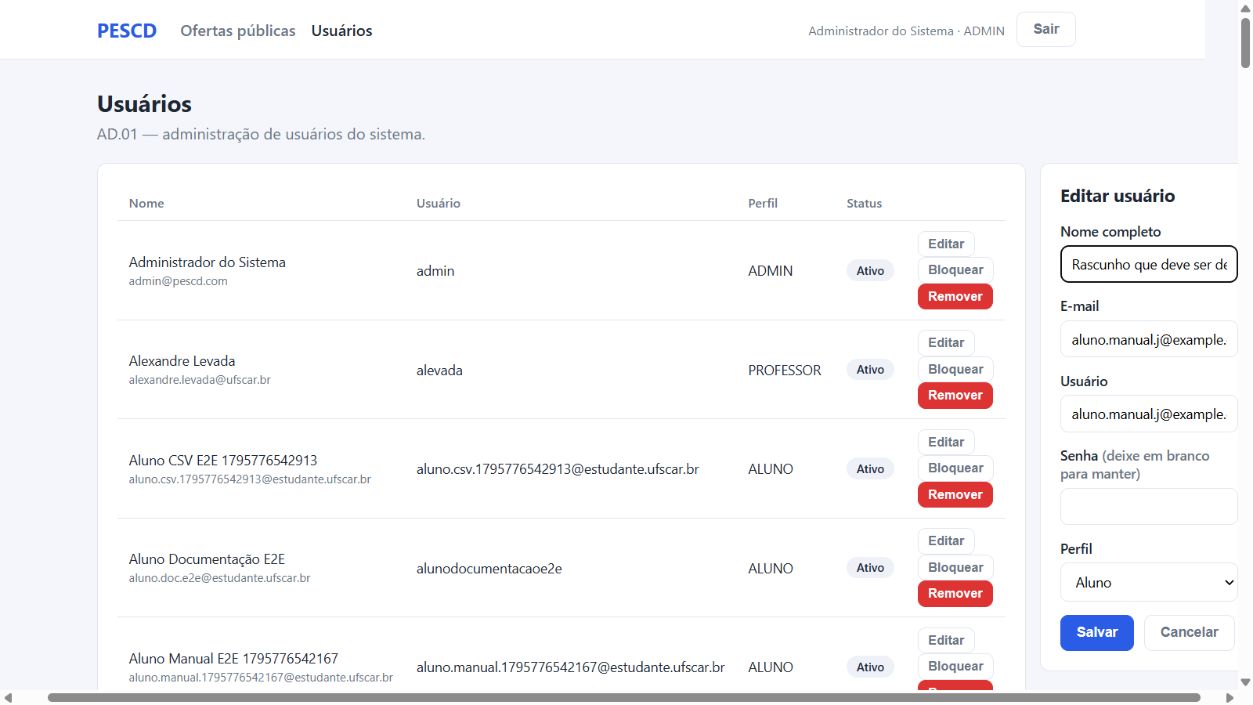 PESCD Ofertas públicas Usuários Administrador do Sistema · ADMIN Sair
Usuários
AD.01 — administração de usuários do sistema.
Nome Usuário Perfil Status
Administrador do Sistema
admin@pescd.com
admin ADMIN Ativo
Editar
Bloquear
Remover
Alexandre Levada
alexandre.levada@ufscar.br
alevada PROFESSOR Ativo
Editar
Bloquear
Remover
Aluno CSV E2E 1795776542913
aluno.csv.1795776542913@estudante.ufscar.br
aluno.csv.1795776542913@estudante.ufscar.br ALUNO Ativo
Editar
Bloquear
Remover
Aluno Documentação E2E
aluno.doc.e2e@estudante.ufscar.br
alunodocumentacaoe2e ALUNO Ativo
Editar
Bloquear
Remover
Aluno Manual E2E 1795776542167
aluno.manual.1795776542167@estudante.ufscar.br
aluno.manual.1795776542167@estudante.ufscar.br ALUNO Ativo
Editar
Bloquear
Editar usuário
Nome completo
Rascunho que deve ser de
E-mail
aluno.manual.j@example.
Usuário
aluno.manual.j@example.
Senha (deixe em branco
para manter)
Perfil
Aluno
Salvar Cancelar